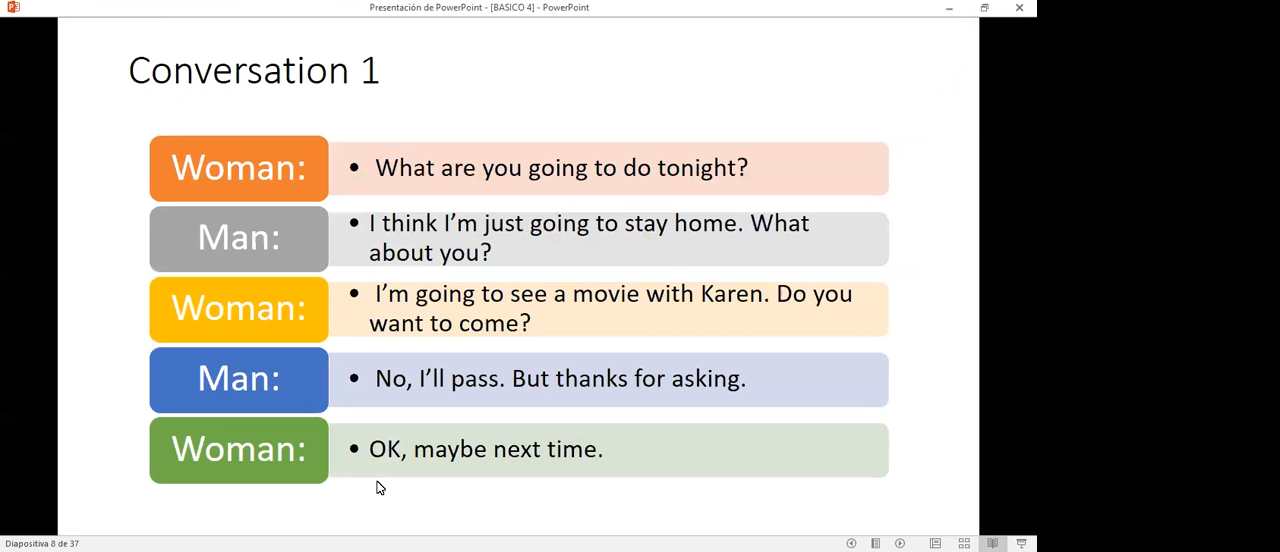 Presentación de PowerPoint - [BASICO 4] - PowerPoint
Conversation 1
Woman:
• What are you going to do tonight?
Man:
• I think I'm just going to stay home. What
about you?
Woman:
• I'm going to see a movie with Karen. Do you
want to come?
Man:
• No, I'll pass. But thanks for asking.
Woman:
• OK, maybe next time.
Diapositiva 8 de 37